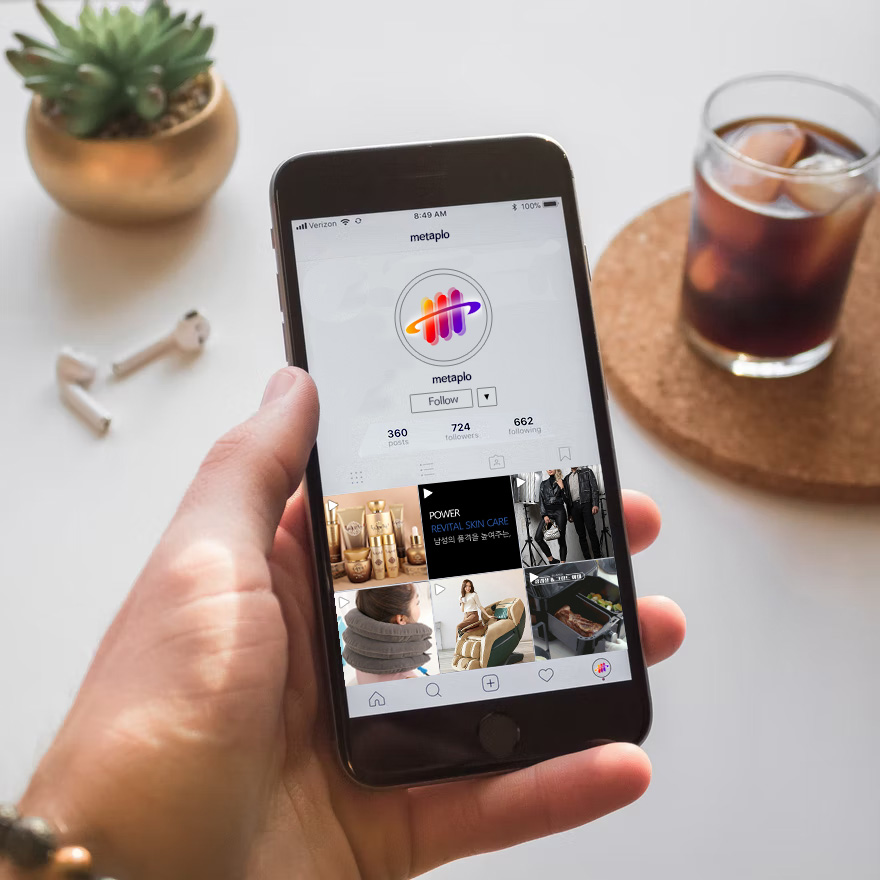 Verizon
8:49 AM
100%
metaplo
metaplo
Follow
360
posts
724
followers
662
following
POWER
REVITAL SKIN CARE
남성의 품격을 높여주는,